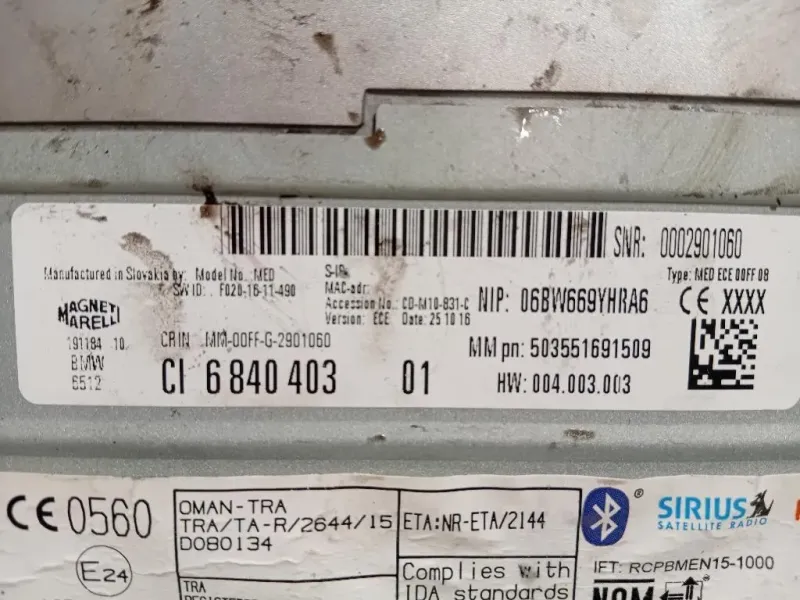 SNR: 0002901060
Manufactured in Slovakia by: Model No. MED
SW ID: F020-16-11-490
S-IP:
MAC-adr:
Accession No.: CD-M10-831-C
Version: ECE Date: 25 10 16
NIP: 06BW669YHRA6
Type: MED ECE 00FF 08
CE XXXX
MAGNETI
MARELLI
191184 10
BMW
6512
CRIN MM-00FF-G-2901060
CI 6 840 403 01
MM pn: 503551691509
HW: 004.003.003
CE 0560
E24
OMAN-TRA
TRA/TA-R/2644/15
D080134
TRA
ETA:NR-ETA/2144
Complies with
IDA standards
®
SIRIUS
SATELLITE RADIO
IFT: RCPBMEN15-1000
NOM